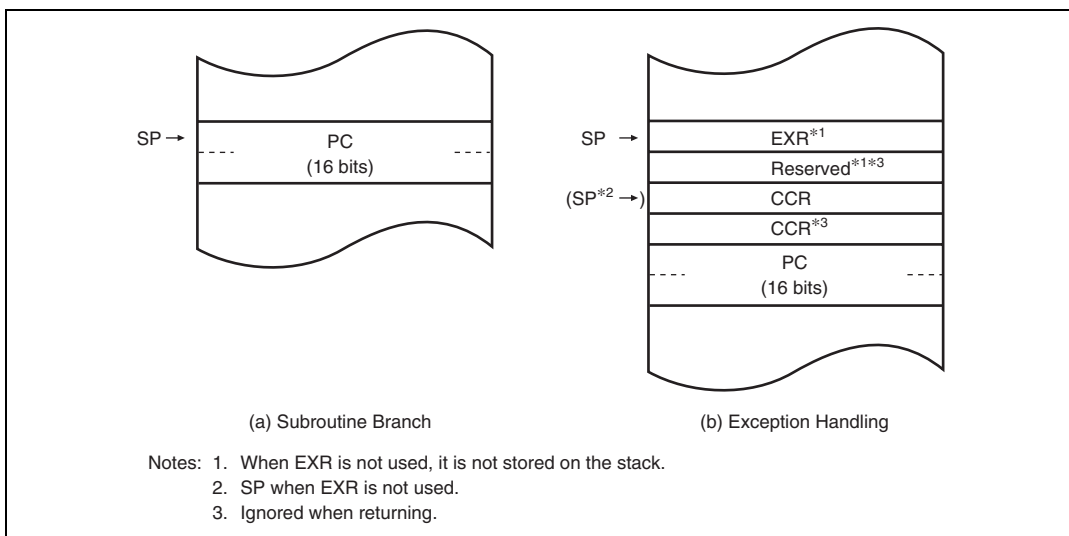 SP →
PC
(16 bits)
(a) Subroutine Branch
SP →
EXR*1
Reserved*1*3
(SP*2 →)
CCR
CCR*3
PC
(16 bits)
(b) Exception Handling
Notes: 1. When EXR is not used, it is not stored on the stack.
2. SP when EXR is not used.
3. Ignored when returning.